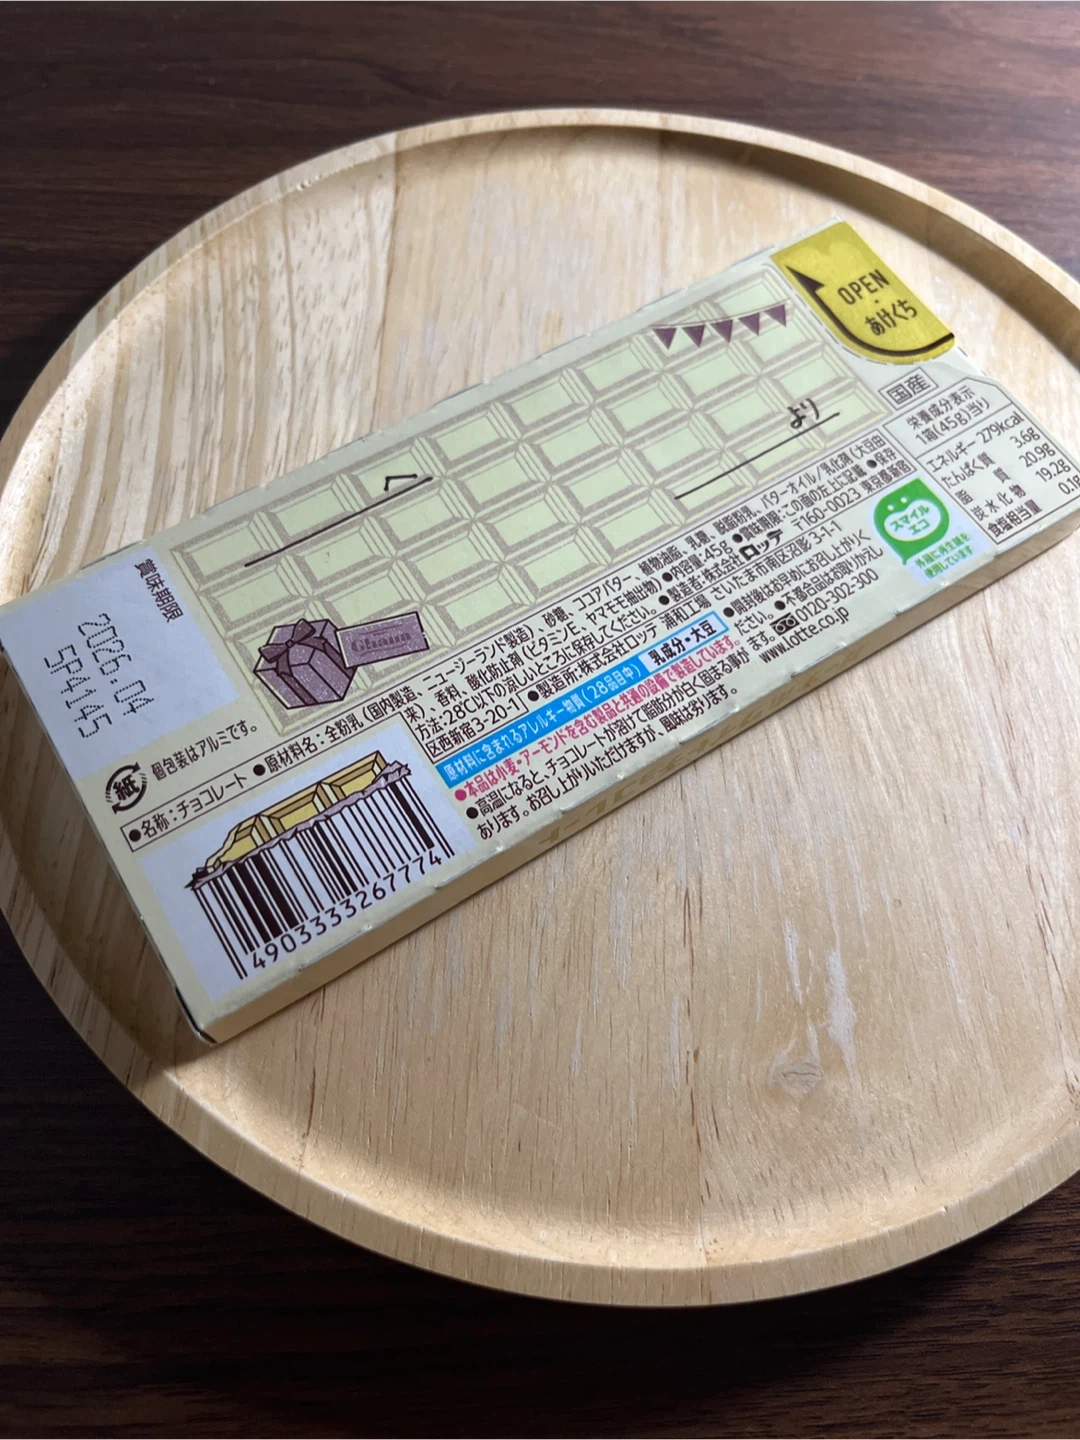 OPEN
・
あけくち
へ
より
国産
栄養成分表示
1箱(45g)当り
エネルギー 279kcal
たんぱく質 3.6g
脂質 20.9g
炭水化物 19.2g
食塩相当量 0.1g
賞味期限
2026.04
5P4145
紙
個包装はアルミです。
●名称:チョコレート ●原材料名:全粉乳(国内製造、ニュージーランド製造)、砂糖、ココアバター、植物油脂、乳糖、脱脂粉乳、バターオイル/乳化剤(大豆由
来)、香料、酸化防止剤(ビタミンE、ヤマモモ抽出物) ●内容量:45g ●賞味期限:この面の左上に記載 ●保存
方法:28℃以下の涼しいところに保存してください。 ●製造者:株式会社ロッテ 〒160-0023 東京都新宿
区西新宿3-20-1 ●製造所:株式会社ロッテ 浦和工場 さいたま市南区沼影3-1-1
原材料に含まれるアレルギー物質(28品目中) 乳成分・大豆
●本品は小麦・アーモンドを含む製品と共通の設備で製造しています。
●高温になると、チョコレートが溶けて脂肪分が白く固まる事が
あります。お召し上がりいただけますが、風味は劣ります。
●開封後はお早めにお召し上がりく
ださい。 ●不都合品はお取りかえし
ます。 0120-302-300
www.lotte.co.jp
スマイル
エコ
外箱に再生紙を
使用しています
4903333267774